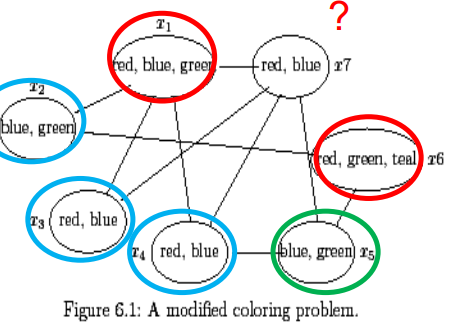 ?
x1
red, blue, green
red, blue x7
x2
blue, green
red, green, teal x6
x3 red, blue
x4 red, blue
blue, green x5
Figure 6.1: A modified coloring problem.